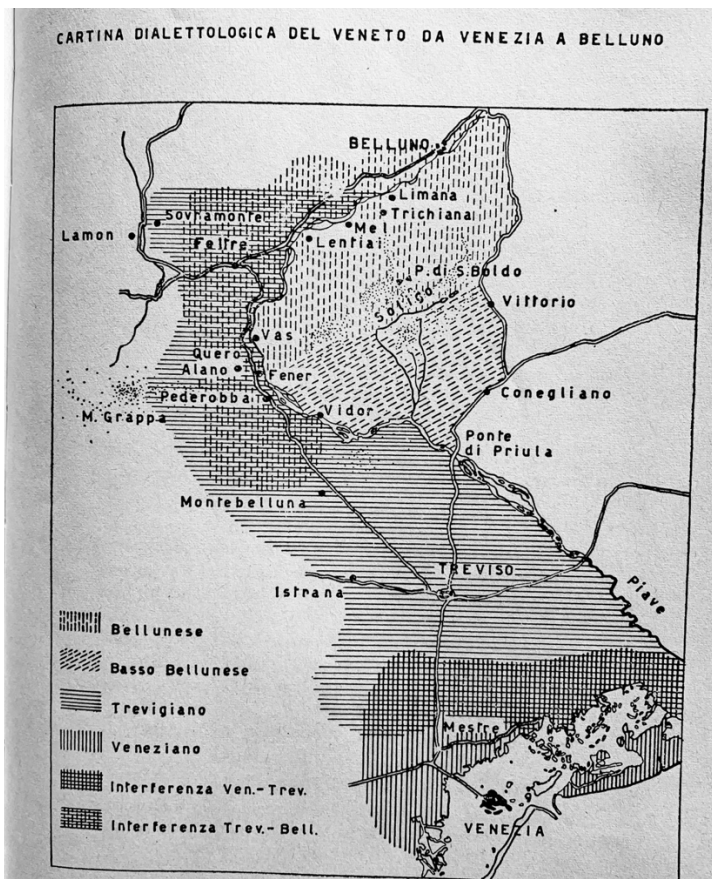 CARTINA DIALETTOLOGICA DEL VENETO DA VENEZIA A BELLUNO
BELLUNO
Limana
Trichiana
Sovramonte
Mel
Lamon
Feltre
Lentiai
P. di S. Boldo
Soligo
Vittorio
Vas
Quero
Alano
Fener
Conegliano
Pederobba
M. Grappa
Vidor
Ponte
di Priula
Montebelluna
TREVISO
Istrana
Piave
Bellunese
Basso Bellunese
Trevigiano
Veneziano
Mestre
Interferenza Ven.-Trev.
Interferenza Trev.-Bell.
VENEZIA